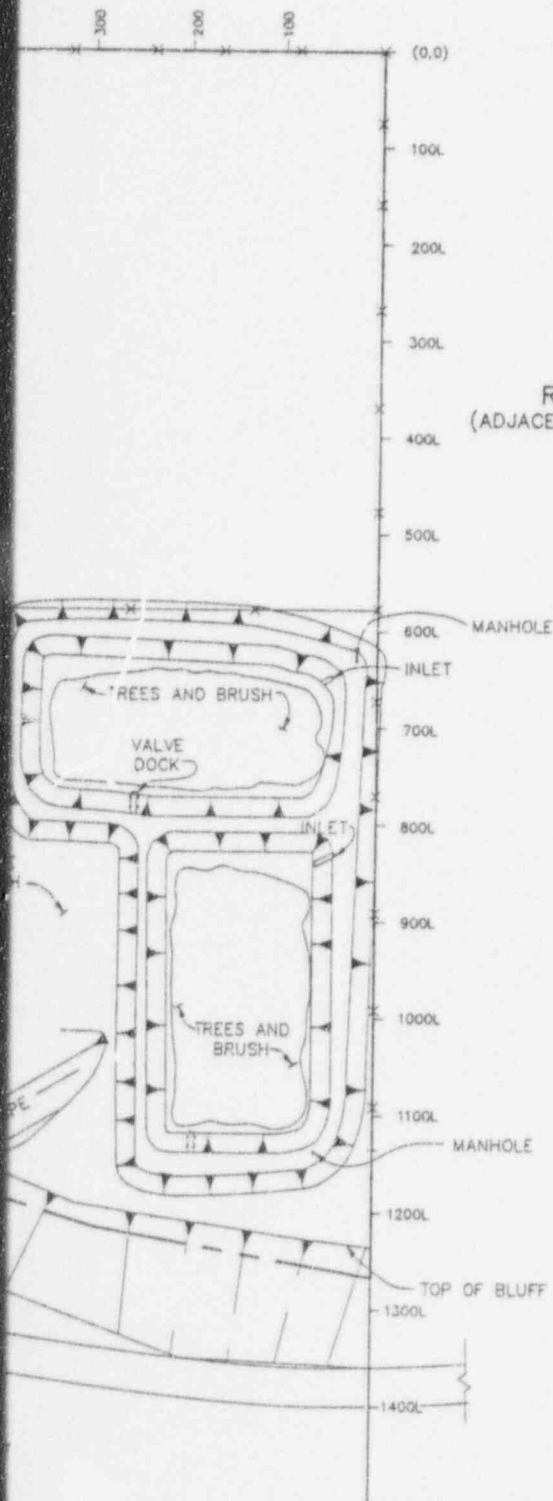 300
200
100
(0,0)
100L
200L
300L
R
(ADJACE
400L
500L
600L
MANHOLE
INLET
TREES AND BRUSH
700L
VALVE
DOCK
800L
INLET
900L
1000L
TREES AND
BRUSH
PE
1100L
MANHOLE
1200L
TOP OF BLUFF
1300L
1400L